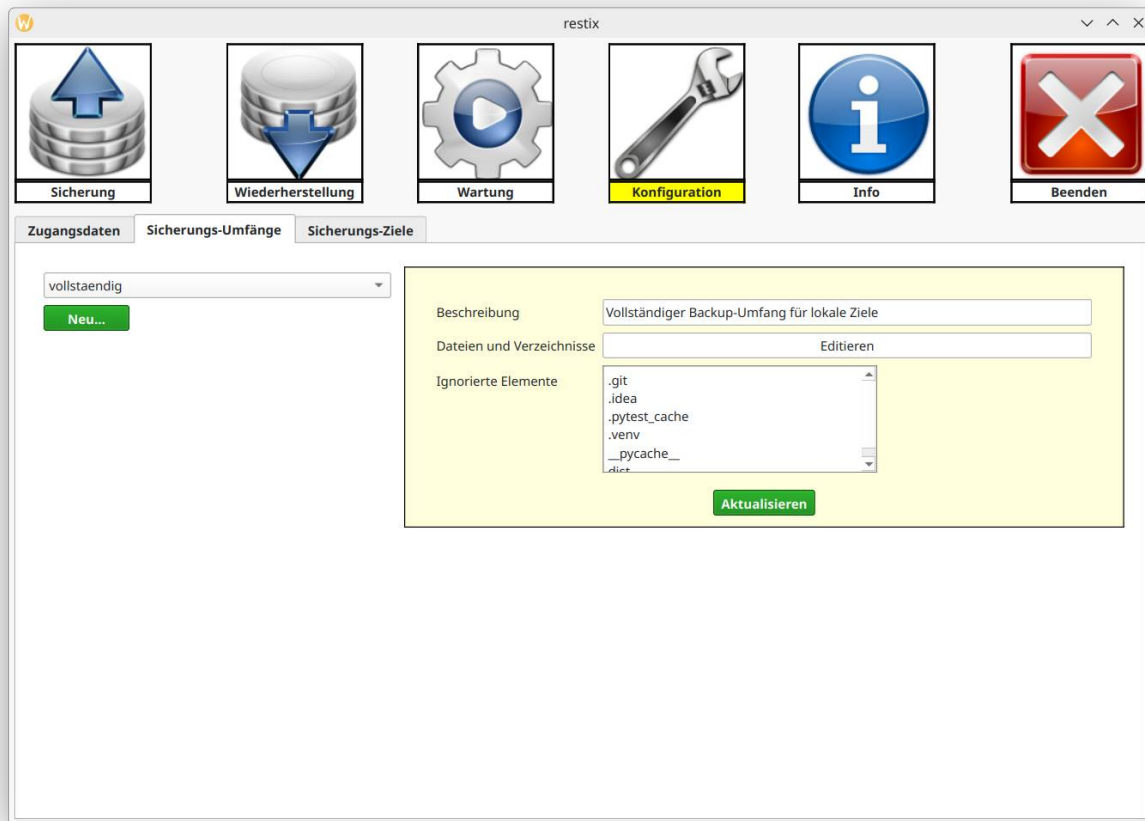 restix
Sicherung
Wiederherstellung
Wartung
Konfiguration
Info
Beenden
Zugangsdaten
Sicherungs-Umfänge
Sicherungs-Ziele
vollstaendig
Neu...
Beschreibung
Vollständiger Backup-Umfang für lokale Ziele
Dateien und Verzeichnisse
Editieren
Ignorierte Elemente
.git
.idea
.pytest_cache
.venv
__pycache__
dist
Aktualisieren